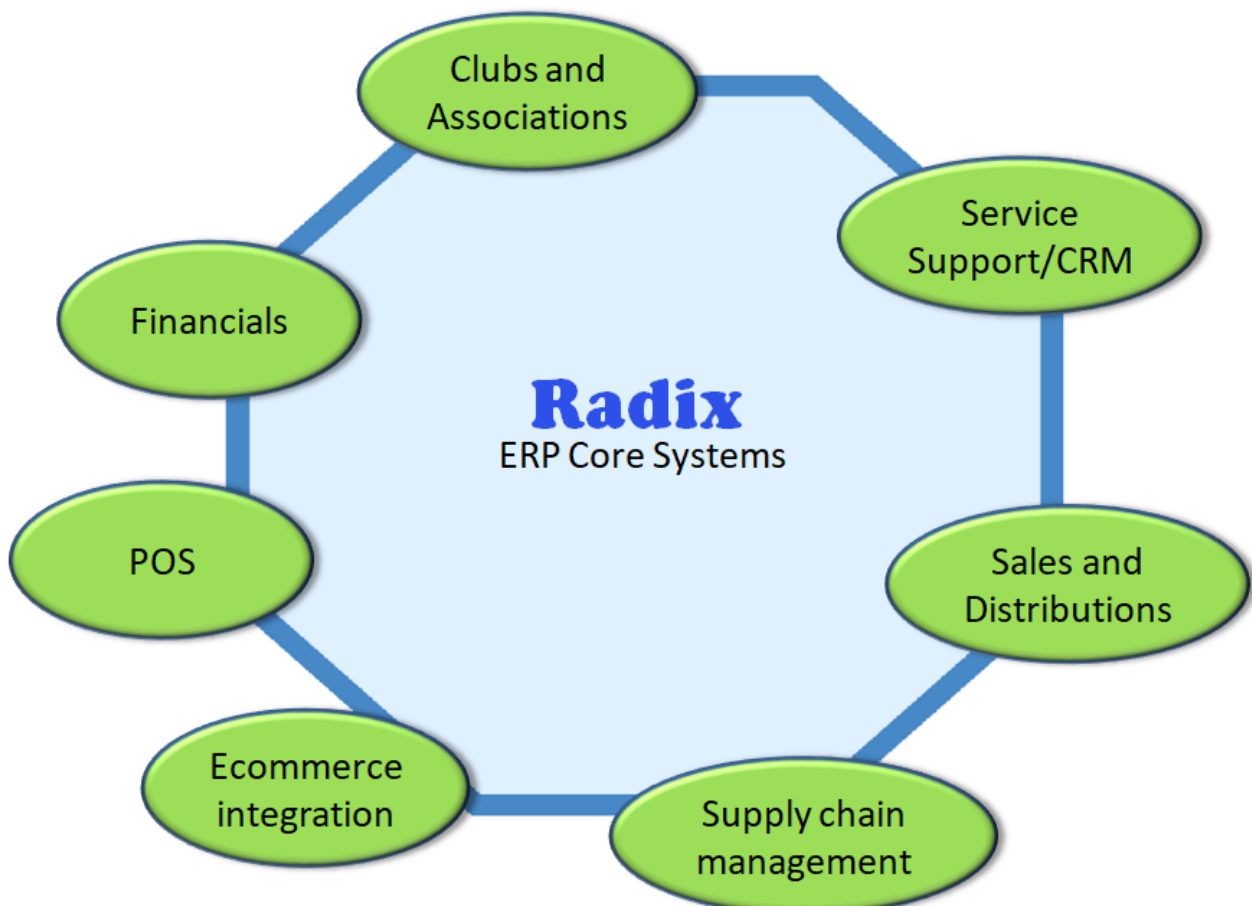 Clubs and
Associations
Service
Support/CRM
Financials
Radix
ERP Core Systems
POS
Sales and
Distributions
Ecommerce
integration
Supply chain
management